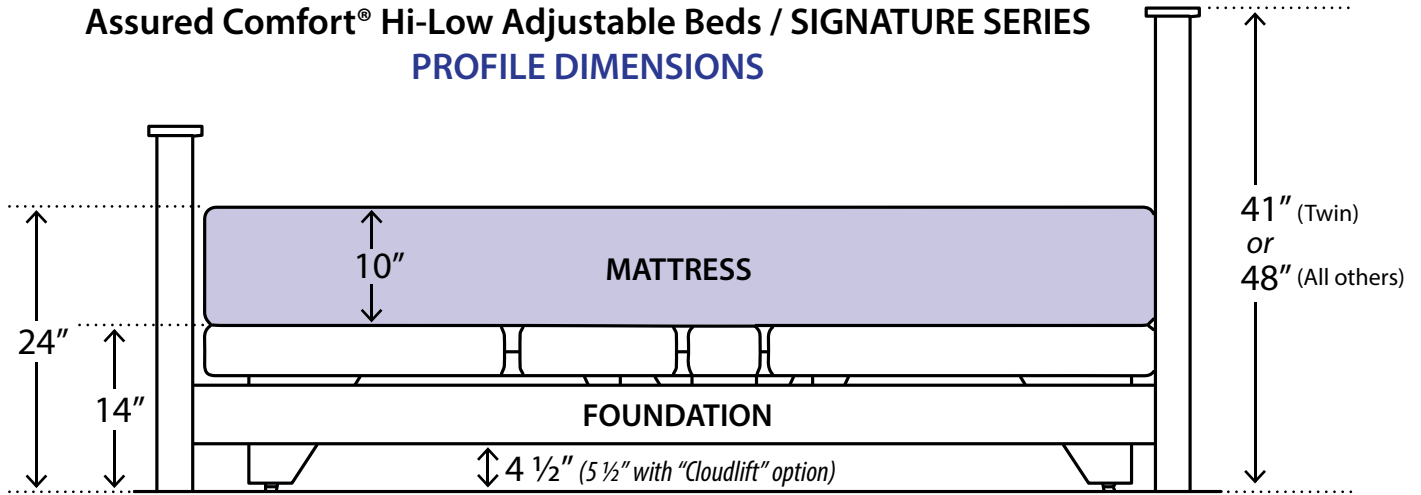 Assured Comfort® Hi-Low Adjustable Beds / SIGNATURE SERIES
PROFILE DIMENSIONS
41” (Twin)
or
48” (All others)
10”
MATTRESS
24”
14”
FOUNDATION
4 ½” (5 ½” with “Cloudlift” option)